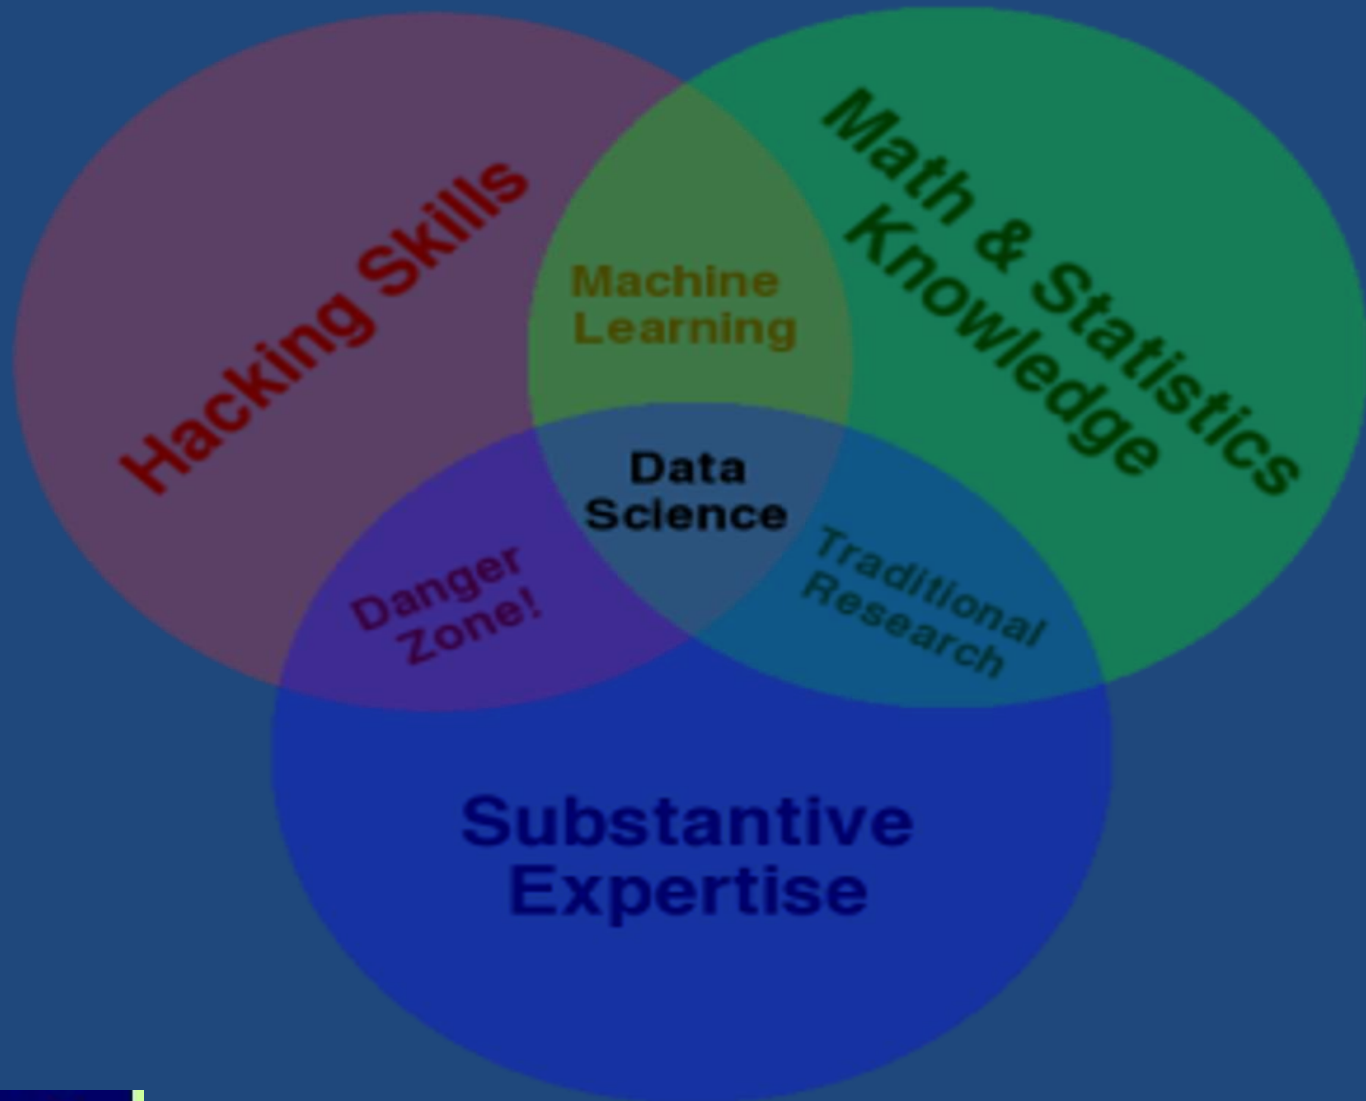 Hacking Skills
Math & Statistics
Knowledge
Machine
Learning
Data
Science
Danger
Zone!
Traditional
Research
Substantive
Expertise